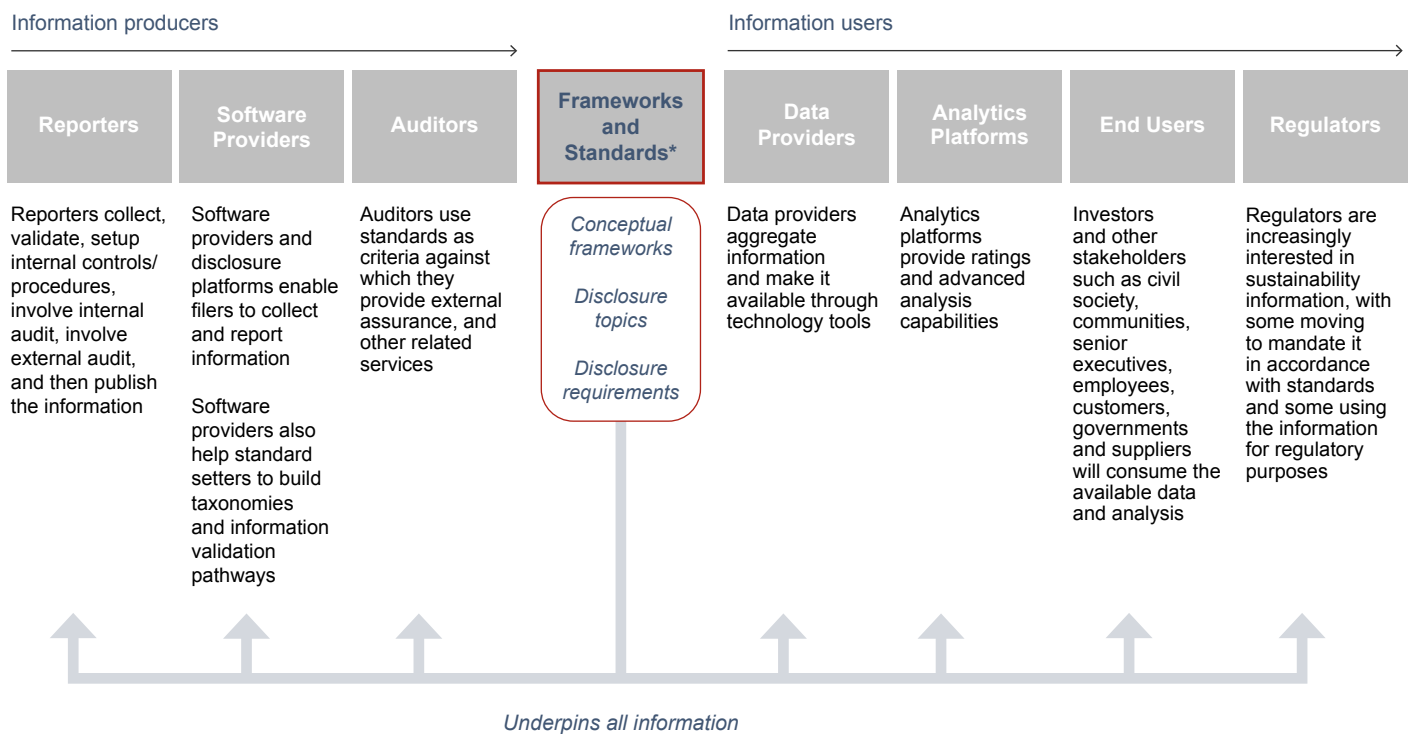 Information producers
Information users
Reporters
Software
Providers
Auditors
Frameworks
and
Standards*
Data
Providers
Analytics
Platforms
End Users
Regulators
Reporters collect,
validate, setup
internal controls/
procedures,
involve internal
audit, involve
external audit,
and then publish
the information
Software
providers and
disclosure
platforms enable
filers to collect
and report
information
Software
providers also
help standard
setters to build
taxonomies
and information
validation
pathways
Auditors use
standards as
criteria against
which they
provide external
assurance, and
other related
services
Conceptual
frameworks
Disclosure
topics
Disclosure
requirements
Data providers
aggregate
information
and make it
available through
technology tools
Analytics
platforms
provide ratings
and advanced
analysis
capabilities
Investors
and other
stakeholders
such as civil
society,
communities,
senior
executives,
employees,
customers,
governments
and suppliers
will consume the
available data
and analysis
Regulators are
increasingly
interested in
sustainability
information, with
some moving
to mandate it
in accordance
with standards
and some using
the information
for regulatory
purposes
Underpins all information